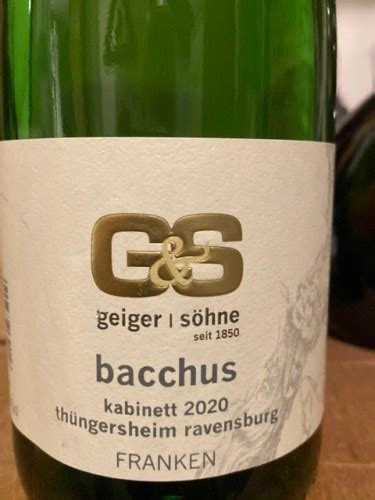 G&S
geiger | söhne
seit 1850
bacchus
kabinett 2020
thüngersheim ravensburg
FRANKEN